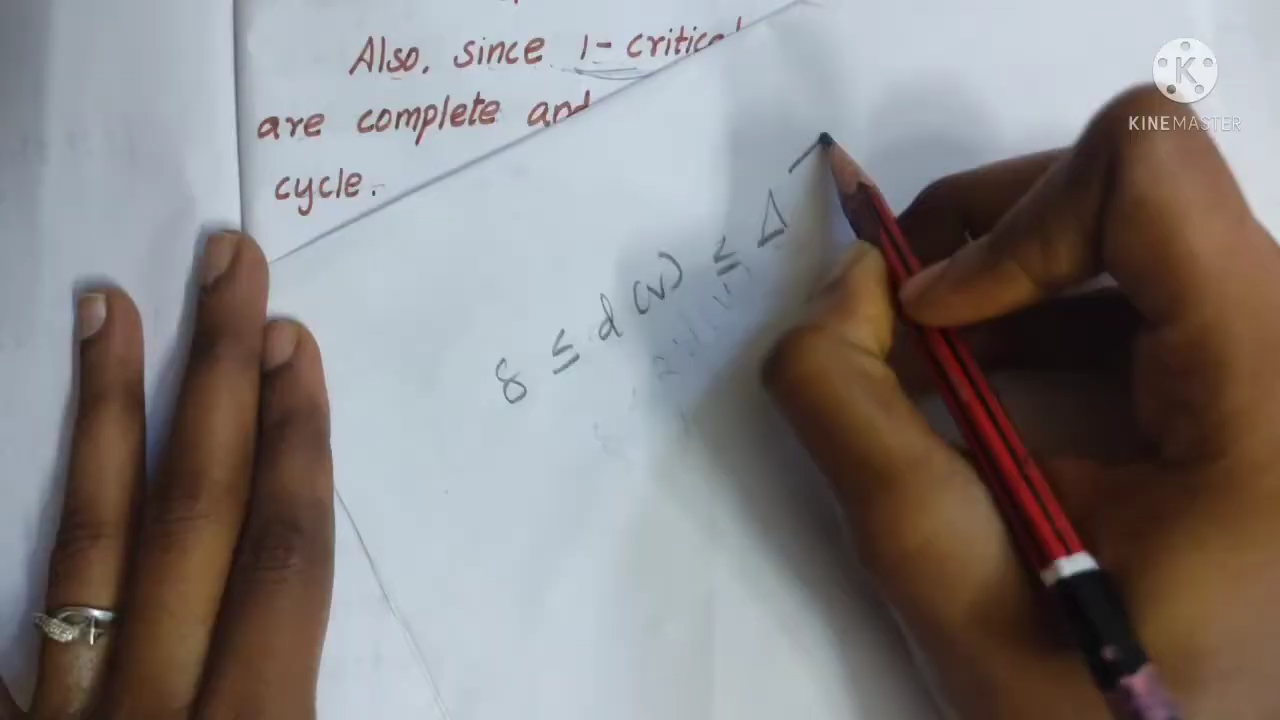 Also, since 1-critical
are complete and
cycle.
δ ≤ d(v) ≤ Δ
KINEMASTER